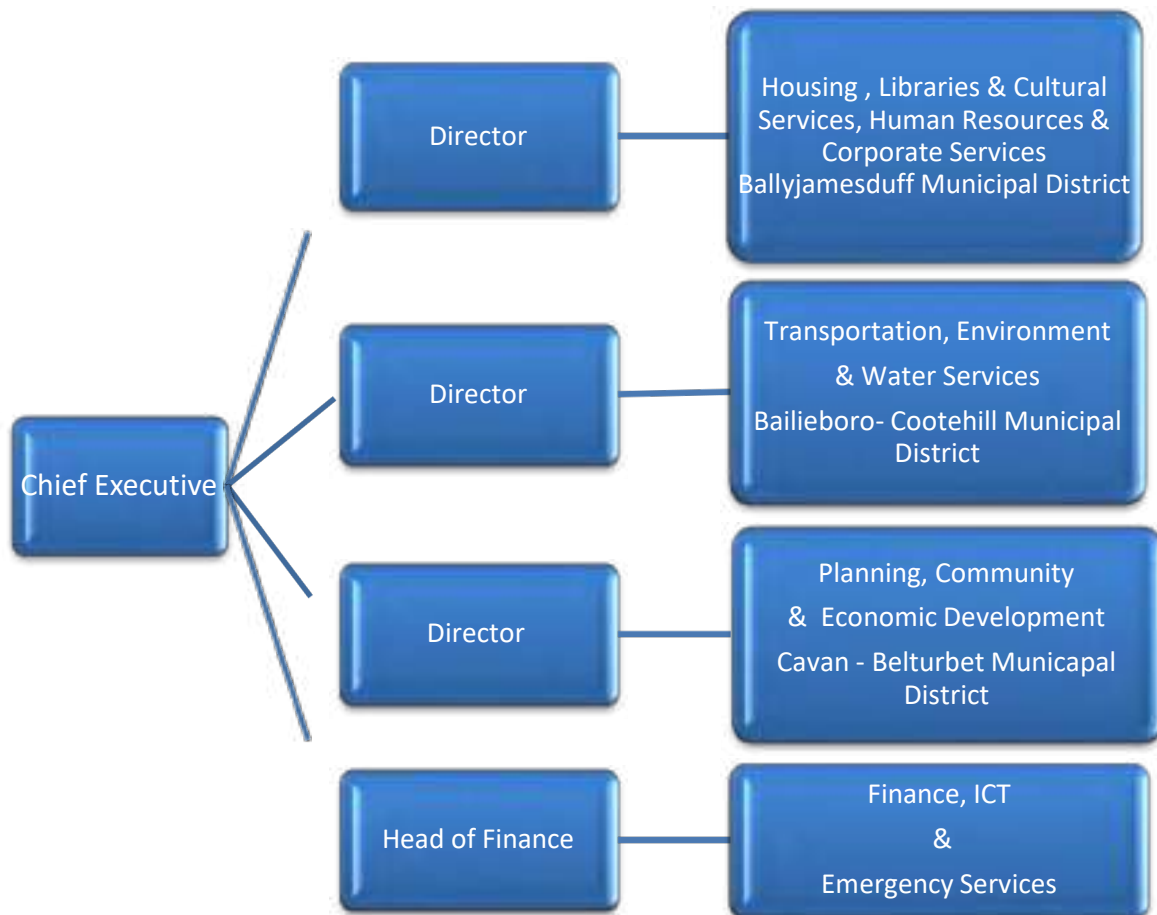 Director
Housing , Libraries & Cultural
Services, Human Resources &
Corporate Services
Ballyjamesduff Municipal District
Director
Transportation, Environment
& Water Services
Bailieboro- Cootehill Municipal
District
Chief Executive
Director
Planning, Community
& Economic Development
Cavan - Belturbet Municapal
District
Head of Finance
Finance, ICT
&
Emergency Services